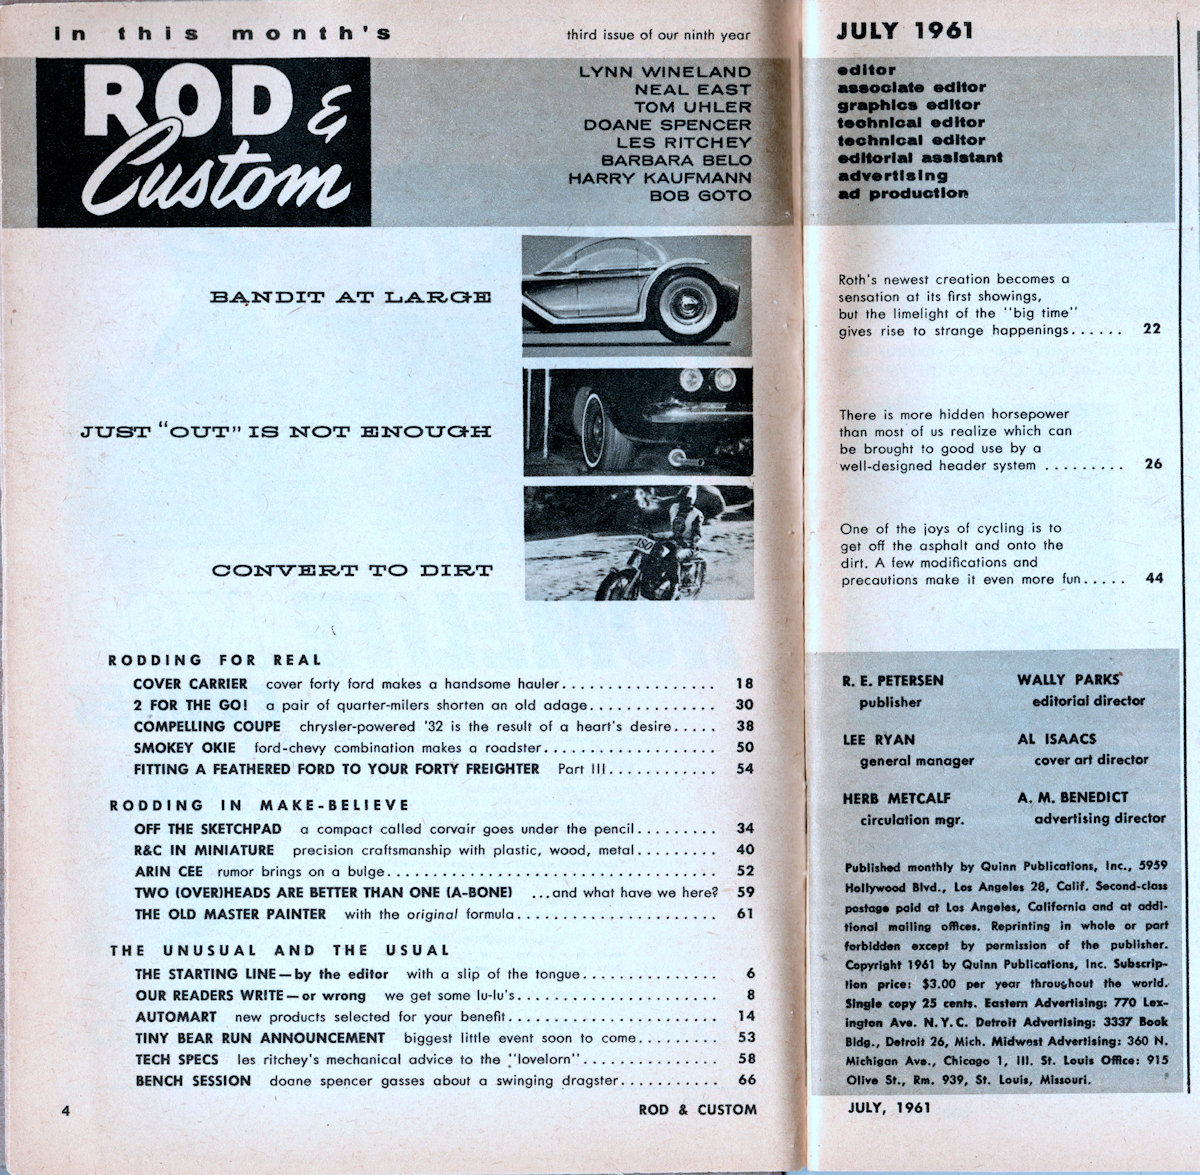 in this month's
third issue of our ninth year
JULY 1961
ROD &
Custom
LYNN WINELAND editor
NEAL EAST associate editor
TOM UHLER graphics editor
DOANE SPENCER technical editor
LES RITCHEY technical editor
BARBARA BELO editorial assistant
HARRY KAUFMANN advertising
BOB GOTO ad production
BANDIT AT LARGE
Roth's newest creation becomes a
sensation at its first showings,
but the limelight of the "big time"
gives rise to strange happenings...... 22
JUST "OUT" IS NOT ENOUGH
There is more hidden horsepower
than most of us realize which can
be brought to good use by a
well-designed header system ......... 26
CONVERT TO DIRT
180
One of the joys of cycling is to
get off the asphalt and onto the
dirt. A few modifications and
precautions make it even more fun..... 44
RODDING FOR REAL
COVER CARRIER cover forty ford makes a handsome hauler................. 18
2 FOR THE GO! a pair of quarter-milers shorten an old adage.............. 30
COMPELLING COUPE chrysler-powered '32 is the result of a heart's desire..... 38
SMOKEY OKIE ford-chevy combination makes a roadster................... 50
FITTING A FEATHERED FORD TO YOUR FORTY FREIGHTER Part III............ 54
RODDING IN MAKE-BELIEVE
OFF THE SKETCHPAD a compact called corvair goes under the pencil......... 34
R&C IN MINIATURE precision craftsmanship with plastic, wood, metal......... 40
ARIN CEE rumor brings on a bulge.................................... 52
TWO (OVER)HEADS ARE BETTER THAN ONE (A-BONE) ...and what have we here? 59
THE OLD MASTER PAINTER with the original formula...................... 61
THE UNUSUAL AND THE USUAL
THE STARTING LINE—by the editor with a slip of the tongue............... 6
OUR READERS WRITE—or wrong we get some lu-lu's...................... 8
AUTOMART new products selected for your benefit....................... 14
TINY BEAR RUN ANNOUNCEMENT biggest little event soon to come......... 53
TECH SPECS les ritchey's mechanical advice to the "lovelorn"............... 58
BENCH SESSION doane spencer gasses about a swinging dragster........... 66
4
ROD & CUSTOM
R. E. PETERSEN
publisher
WALLY PARKS
editorial director
LEE RYAN
general manager
AL ISAACS
cover art director
HERB METCALF
circulation mgr.
A. M. BENEDICT
advertising director
Published monthly by Quinn Publications, Inc., 5959
Hollywood Blvd., Los Angeles 28, Calif. Second-class
postage paid at Los Angeles, California and at addi-
tional mailing offices. Reprinting in whole or part
forbidden except by permission of the publisher.
Copyright 1961 by Quinn Publications, Inc. Subscrip-
tion price: $3.00 per year throughout the world.
Single copy 25 cents. Eastern Advertising: 770 Lex-
ington Ave. N.Y.C. Detroit Advertising: 3337 Book
Bldg., Detroit 26, Mich. Midwest Advertising: 360 N.
Michigan Ave., Chicago 1, Ill. St. Louis Office: 915
Olive St., Rm. 939, St. Louis, Missouri.
JULY, 1961